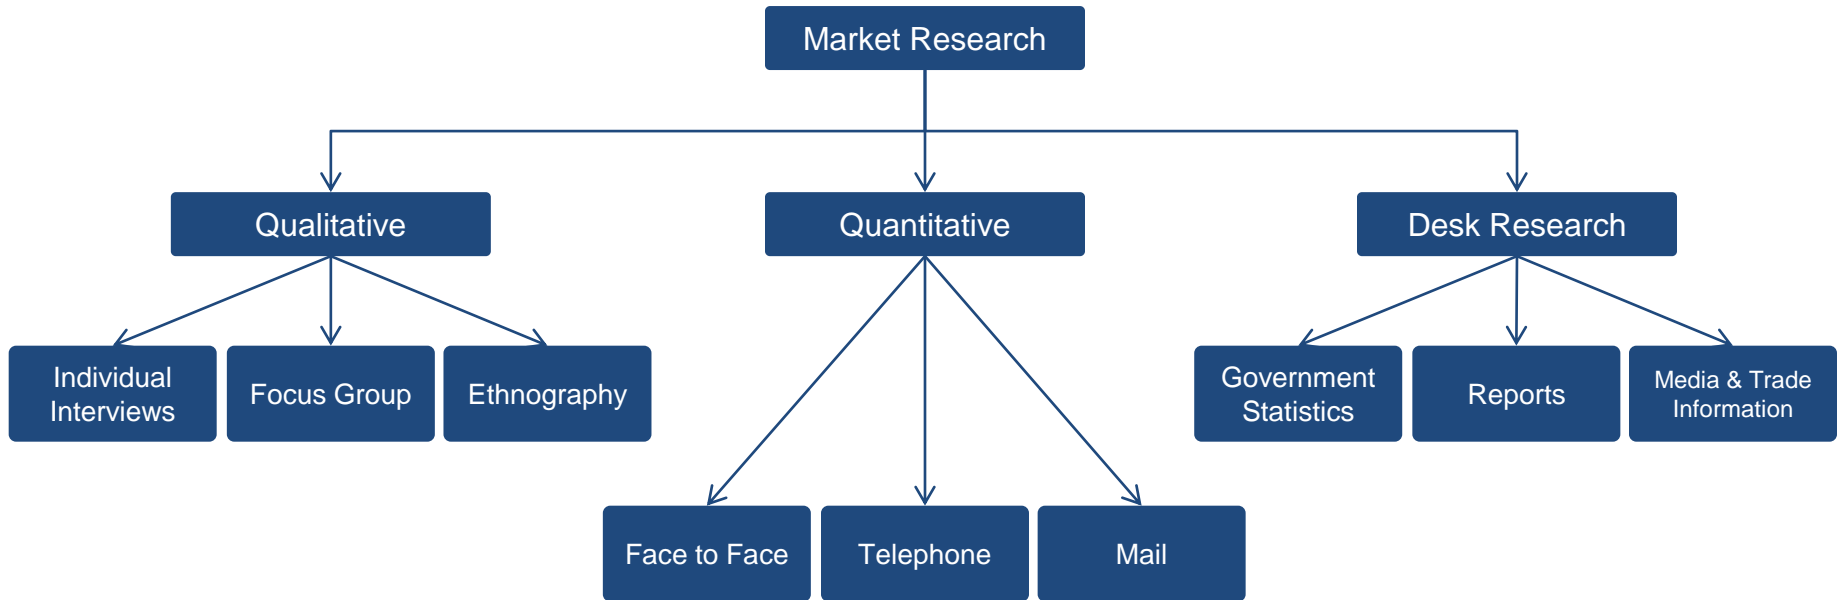 Market Research
Qualitative
Quantitative
Desk Research
Individual
Interviews
Focus Group
Ethnography
Government
Statistics
Reports
Media & Trade
Information
Face to Face
Telephone
Mail